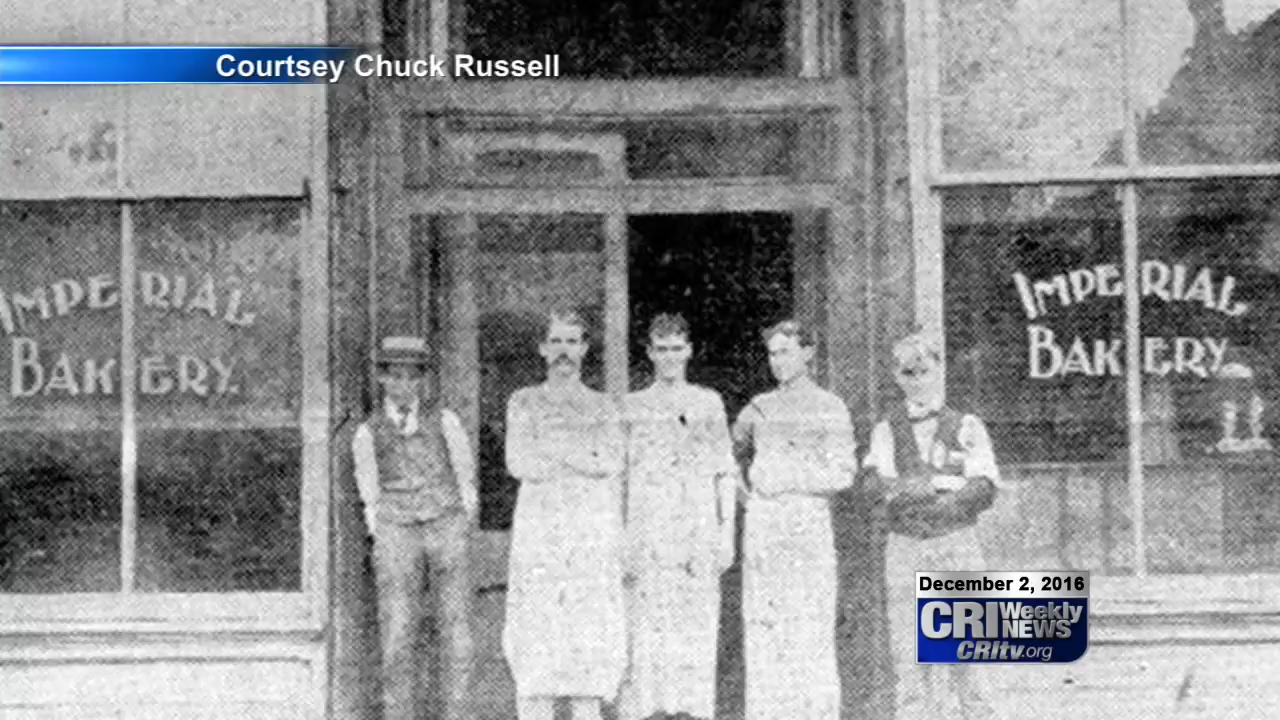 Courtsey Chuck Russell
IMPERIAL
BAKERY
IMPERIAL
BAKERY
December 2, 2016
CRI Weekly NEWS
CRItv.org